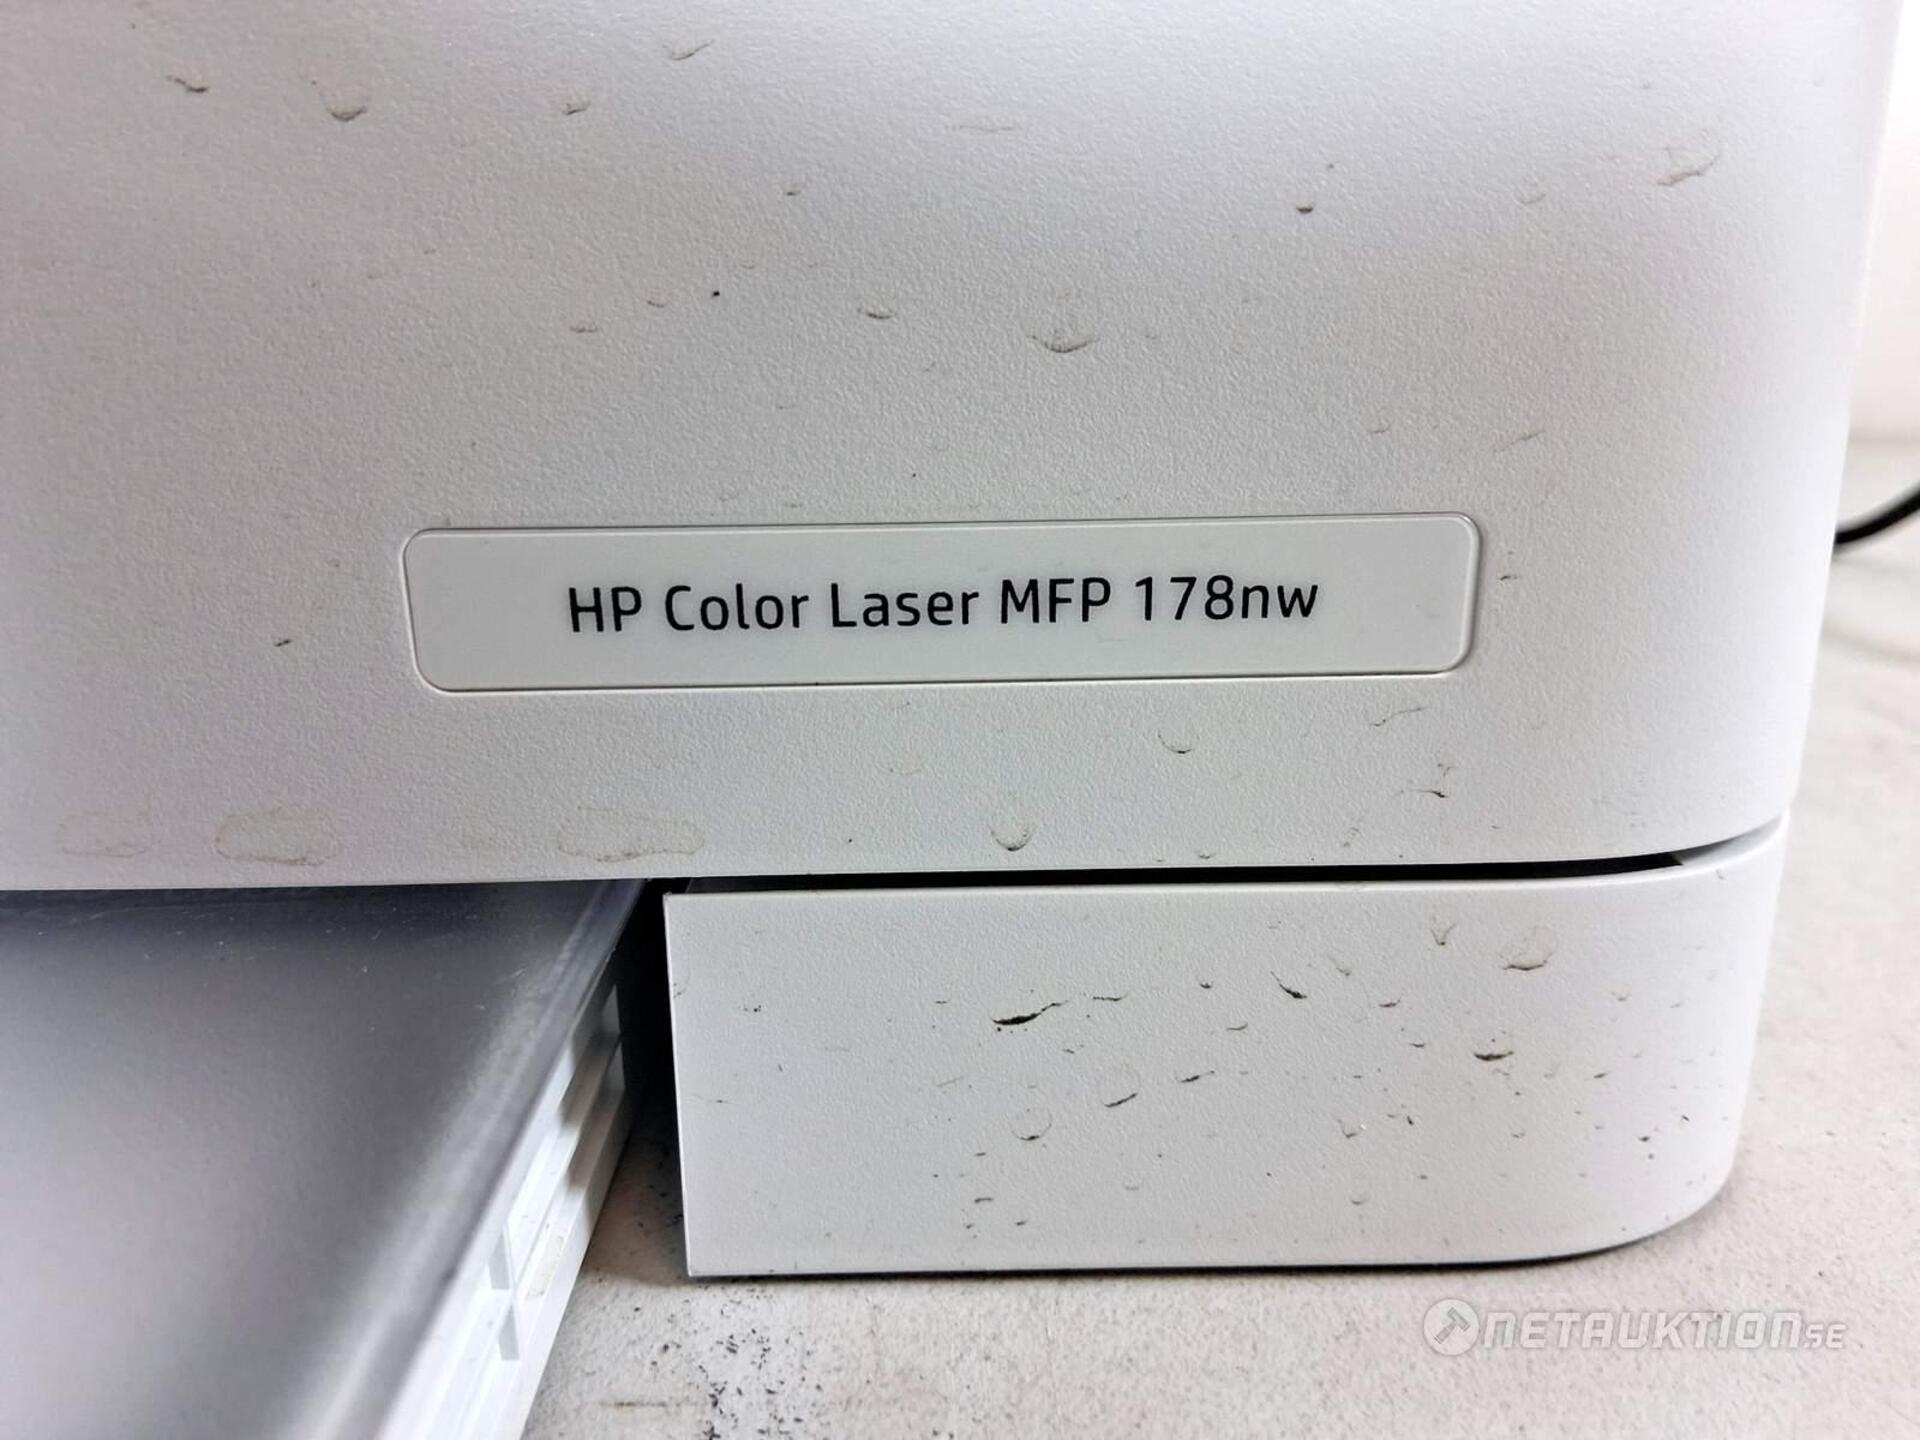 HP Color Laser MFP 178nw
NETAUKTION.SE